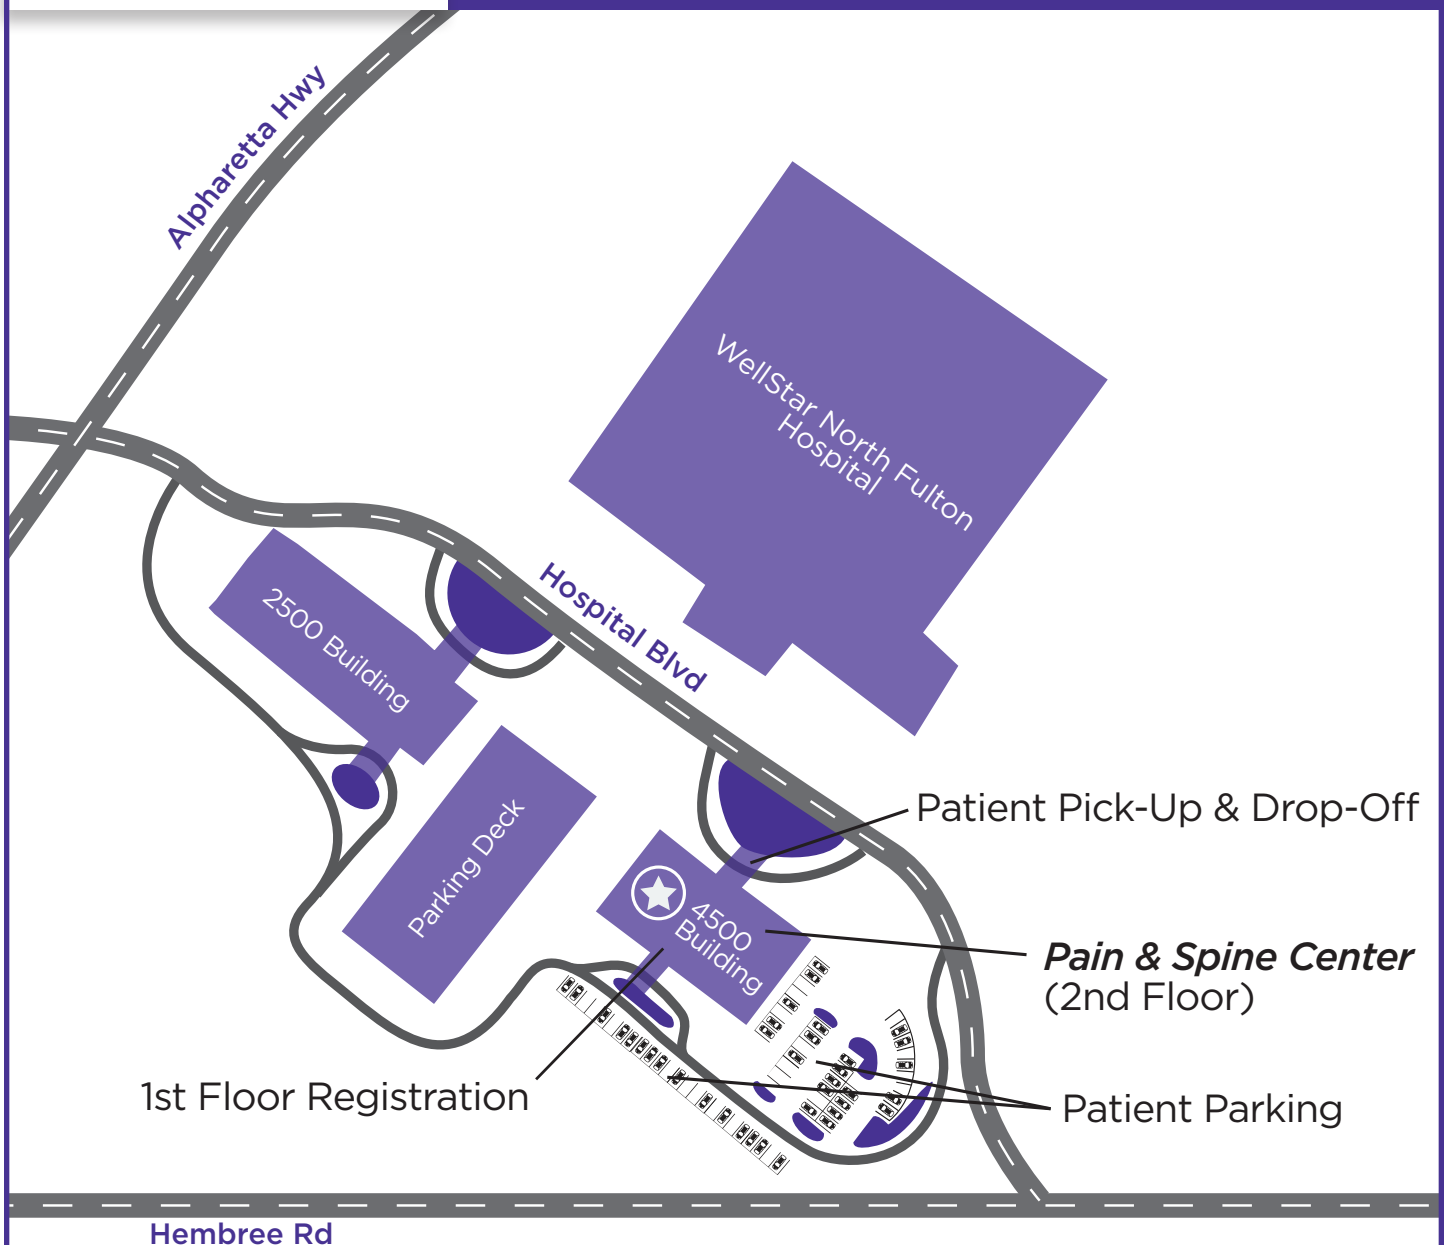 Alpharetta Hwy
WellStar North Fulton
Hospital
2500 Building
Hospital Blvd
Parking Deck
Patient Pick-Up & Drop-Off
4500
Building
Pain & Spine Center
(2nd Floor)
1st Floor Registration
Patient Parking
Hembree Rd